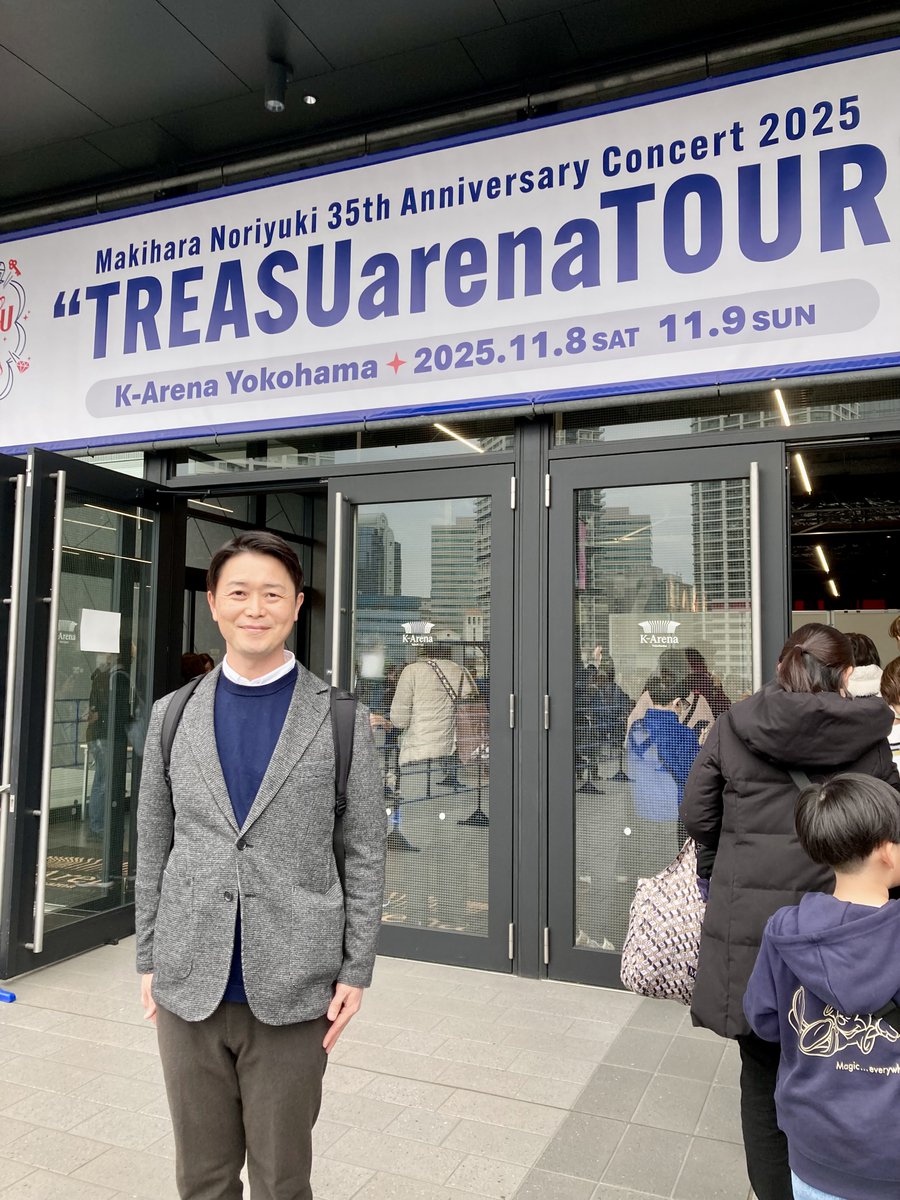 Makihara Noriyuki 35th Anniversary Concert 2025
“TREASUarenaTOUR
K-Arena Yokohama 2025.11.8 SAT 11.9 SUN
K-Arena
K-Arena
K-Arena
Magic...everywh